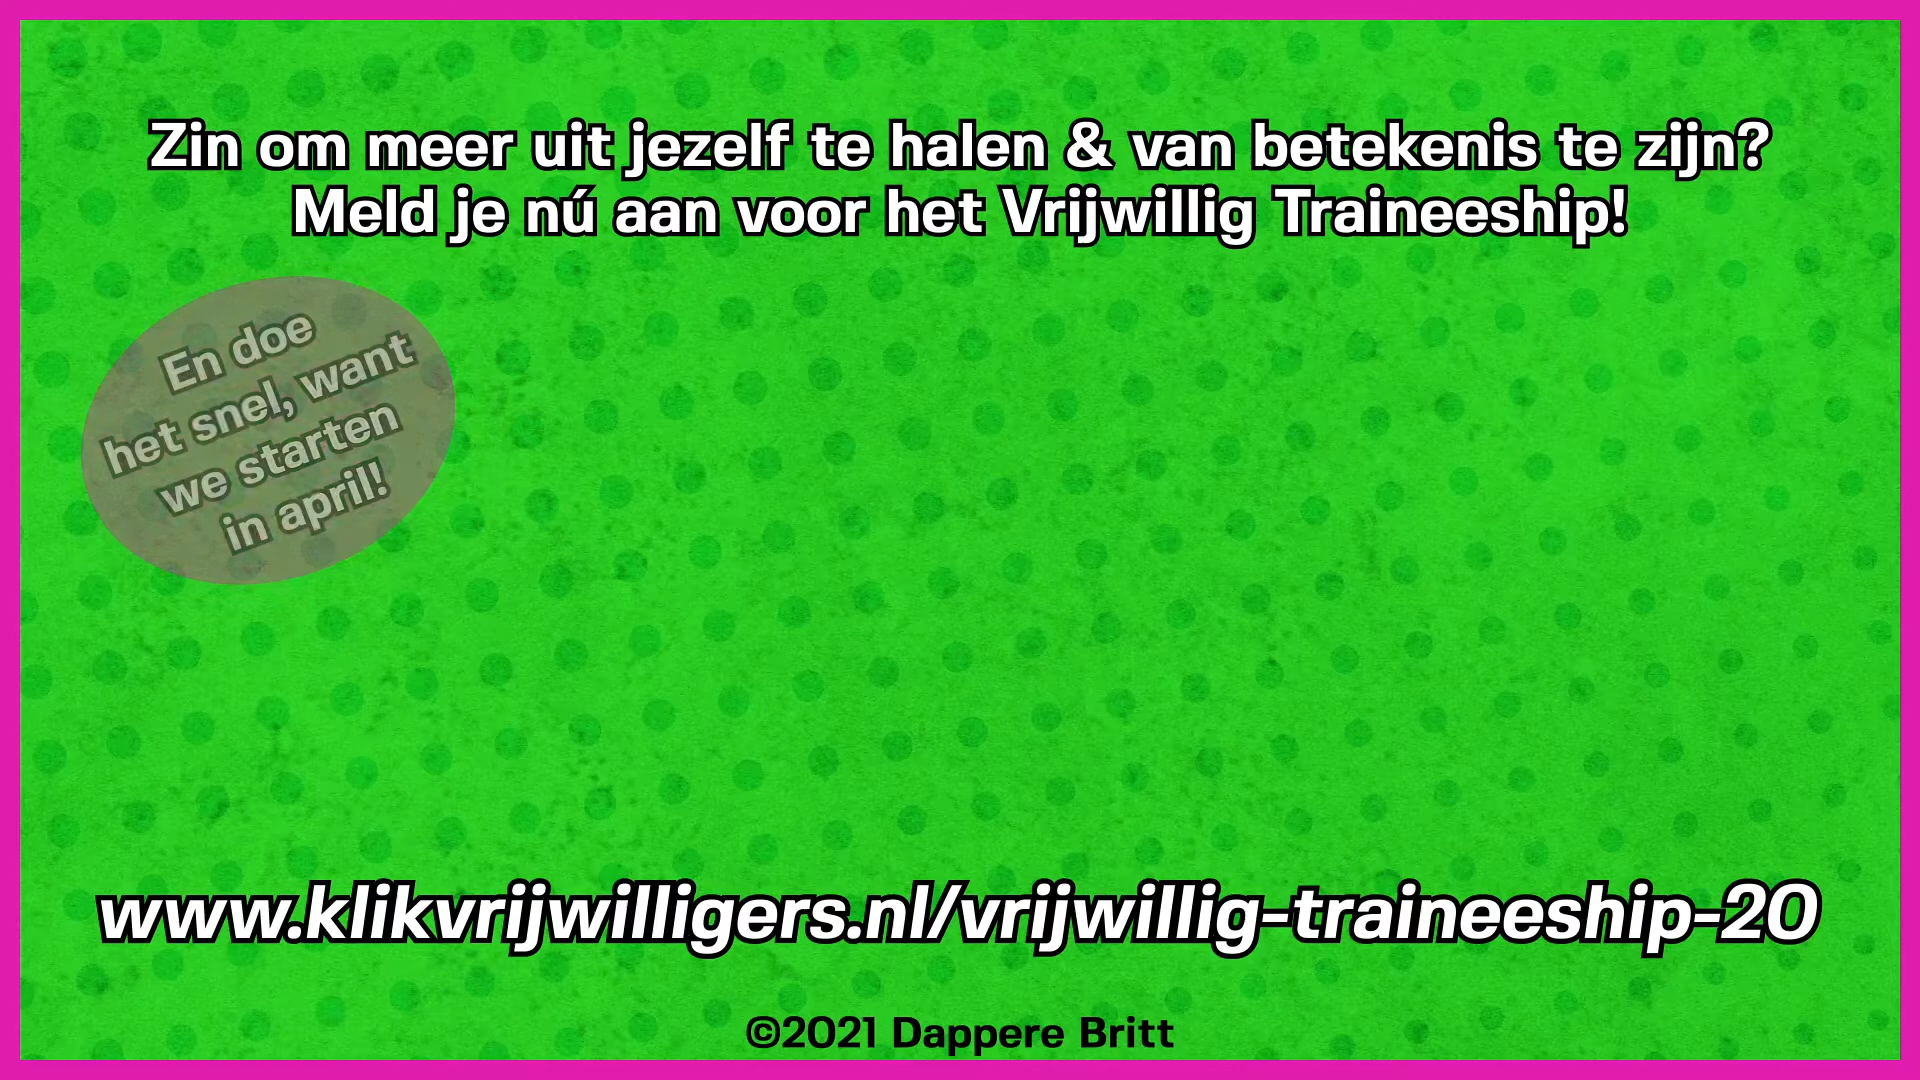 Zin om meer uit jezelf te halen & van betekenis te zijn?
Meld je nú aan voor het Vrijwillig Traineeship!
En doe
het snel, want
we starten
in april!
www.klikvrijwilligers.nl/vrijwillig-traineeship-20
©2021 Dappere Britt